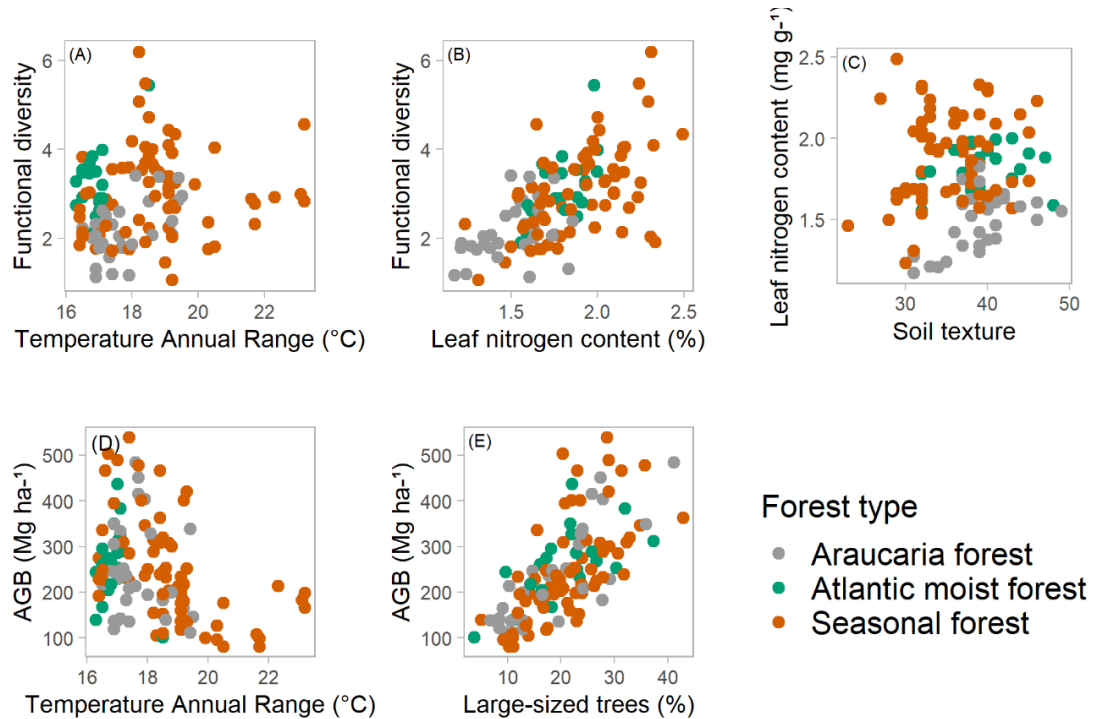 (A)
Functional diversity
6
4
2
16 18 20 22
Temperature Annual Range (°C)
(B)
Functional diversity
6
4
2
1.5 2.0 2.5
Leaf nitrogen content (%)
(C)
Leaf nitrogen content (mg g⁻¹)
2.5
2.0
1.5
30 40 50
Soil texture
(D)
AGB (Mg ha⁻¹)
500
400
300
200
100
16 18 20 22
Temperature Annual Range (°C)
(E)
AGB (Mg ha⁻¹)
500
400
300
200
100
10 20 30 40
Large-sized trees (%)
Forest type
Araucaria forest
Atlantic moist forest
Seasonal forest